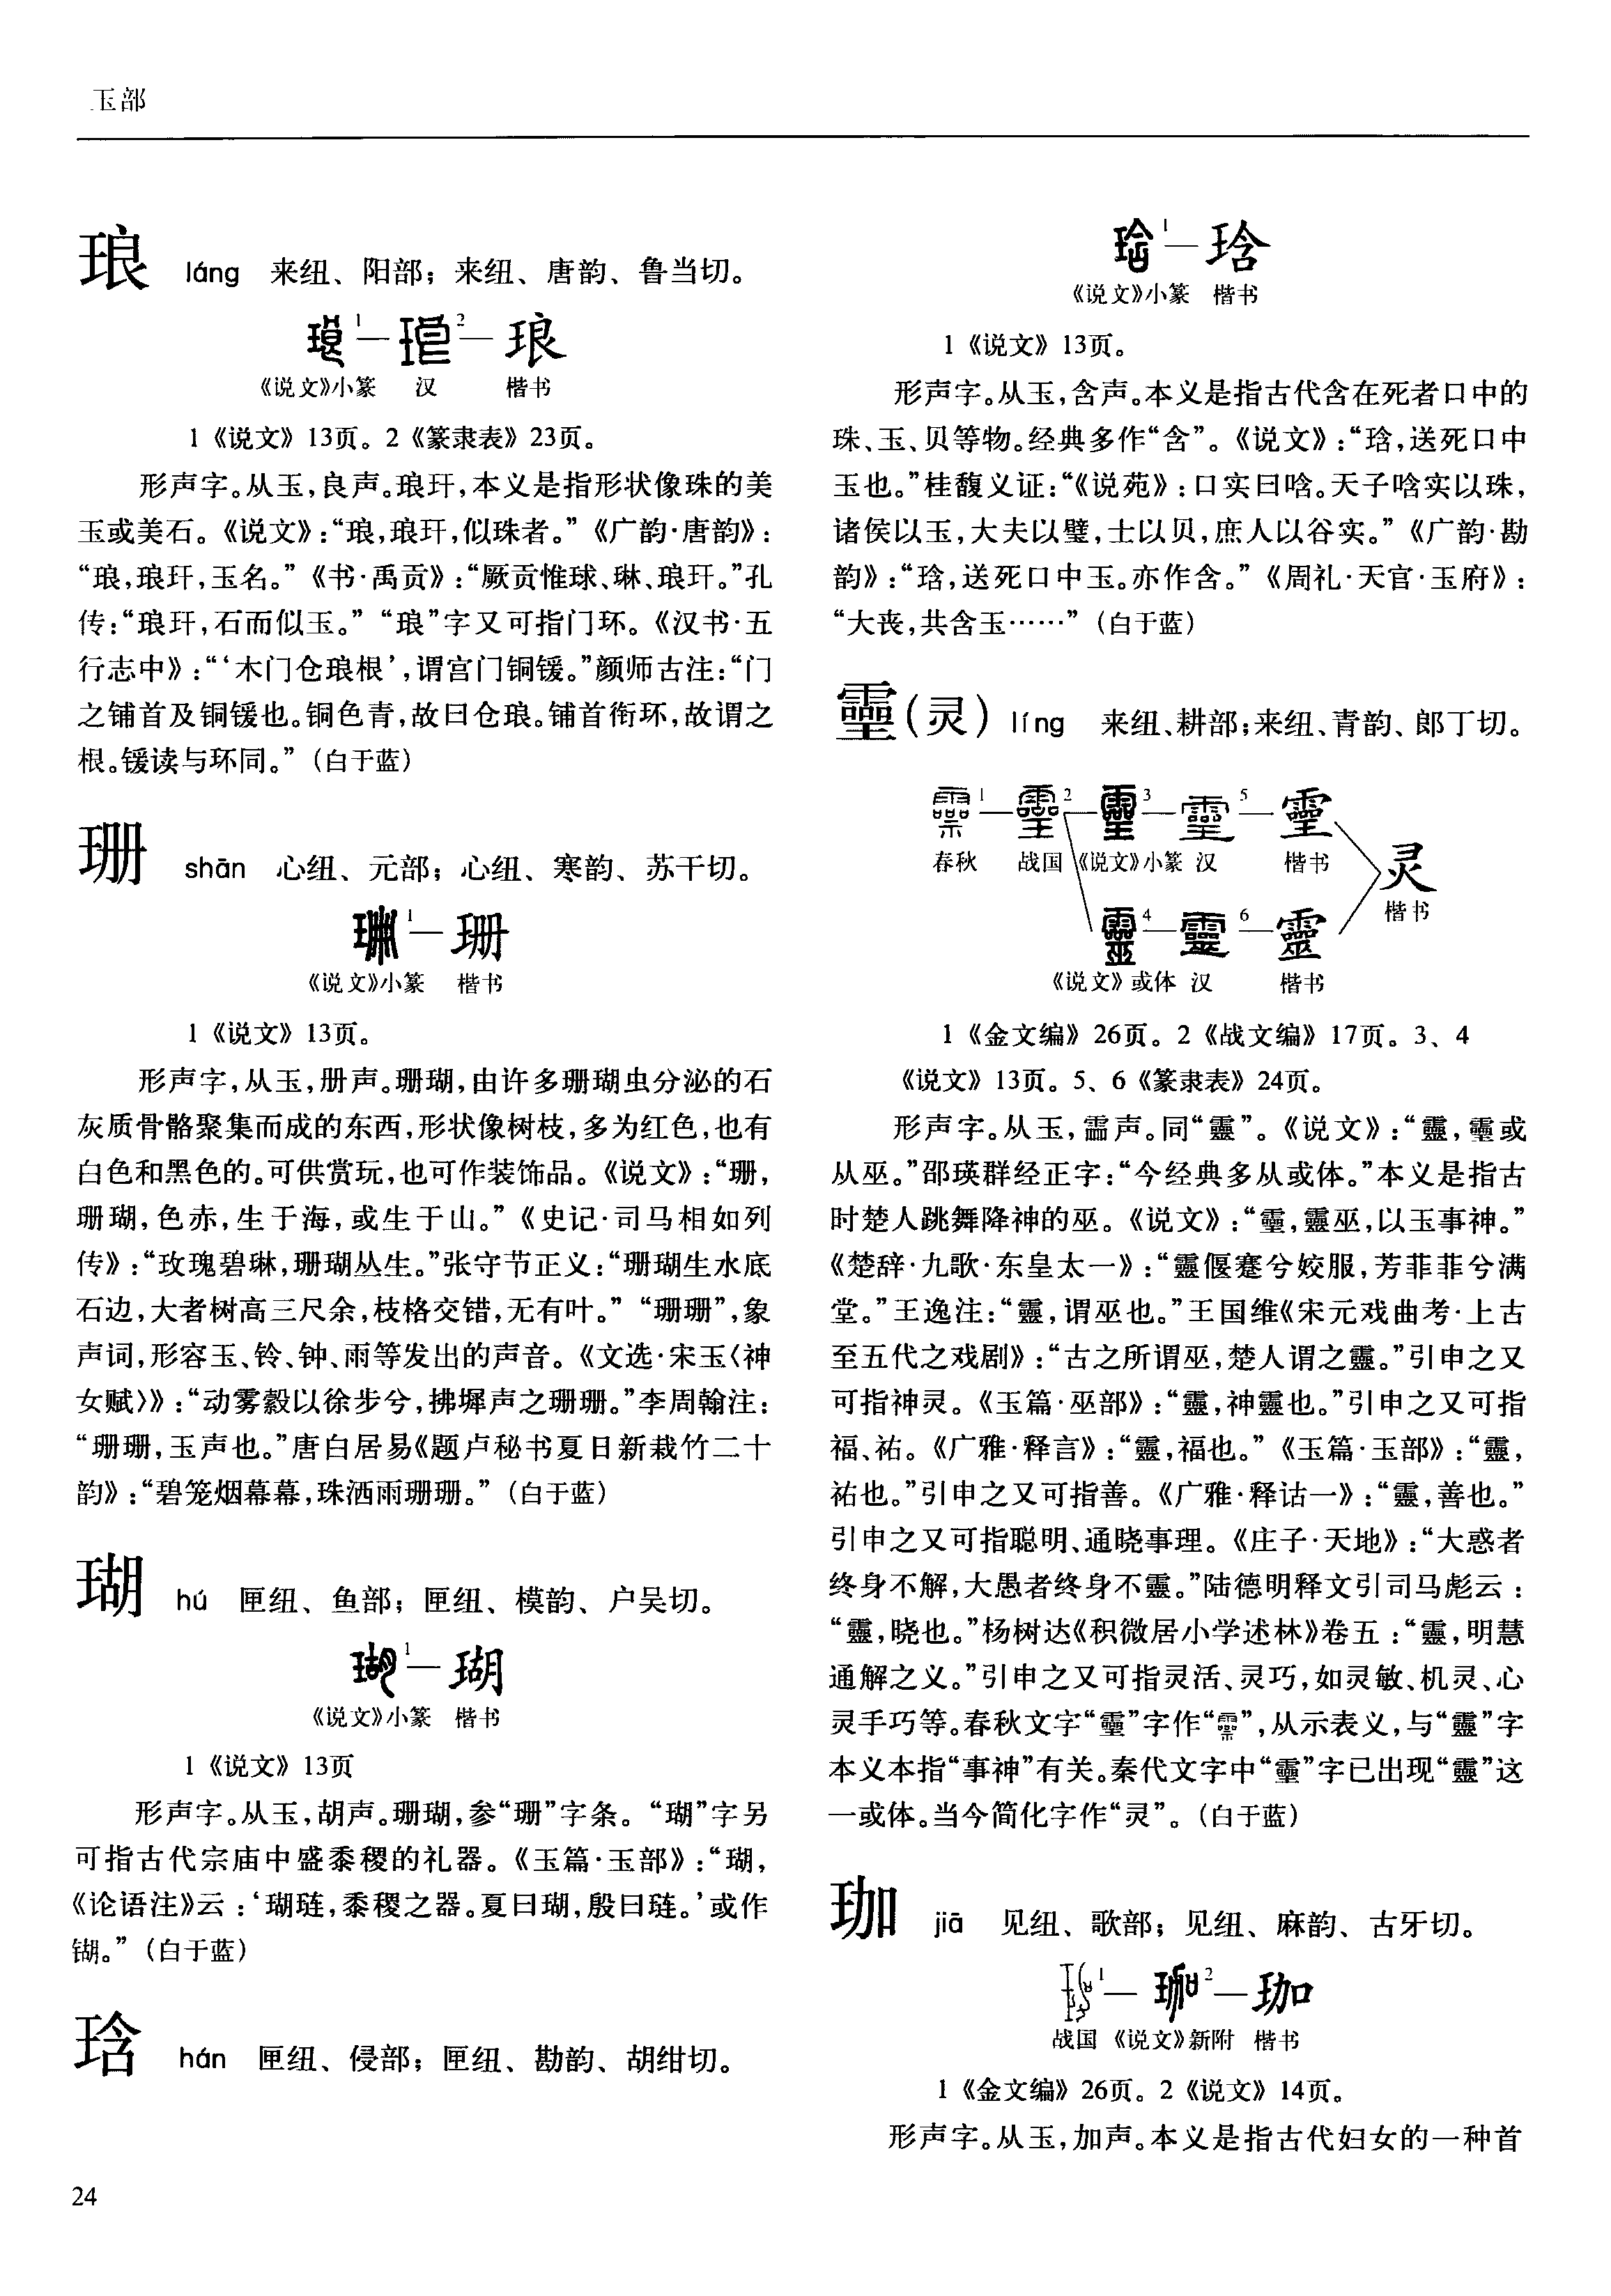 玉部
琅 láng 来纽、阳部；来纽、唐韵、鲁当切。
琅¹—琅²—琅
《说文》小篆 汉 楷书
1《说文》13页。2《篆隶表》23页。
形声字。从玉，良声。琅玕，本义是指形状像珠的美
玉或美石。《说文》：“琅，琅玕，似珠者。”《广韵·唐韵》：
“琅，琅玕，玉名。”《书·禹贡》：“厥贡惟球、琳、琅玕。”孔
传：“琅玕，石而似玉。”“琅”字又可指门环。《汉书·五
行志中》：“‘木门仓琅根’，谓宫门铜锾。”颜师古注：“门
之铺首及铜锾也。铜色青，故曰仓琅。铺首衔环，故谓之
根。锾读与环同。”（白于蓝）
珊 shān 心纽、元部；心纽、寒韵、苏干切。
珊¹—珊
《说文》小篆 楷书
1《说文》13页。
形声字，从玉，册声。珊瑚，由许多珊瑚虫分泌的石
灰质骨骼聚集而成的东西，形状像树枝，多为红色，也有
白色和黑色的。可供赏玩，也可作装饰品。《说文》：“珊，
珊瑚，色赤，生于海，或生于山。”《史记·司马相如列
传》：“玫瑰碧琳，珊瑚丛生。”张守节正义：“珊瑚生水底
石边，大者树高三尺余，枝格交错，无有叶。”“珊珊”，象
声词，形容玉、铃、钟、雨等发出的声音。《文选·宋玉〈神
女赋〉》：“动雾縠以徐步兮，拂墀声之珊珊。”李周翰注：
“珊珊，玉声也。”唐白居易《题卢秘书夏日新栽竹二十
韵》：“碧笼烟幕幕，珠洒雨珊珊。”（白于蓝）
瑚 hú 匣纽、鱼部；匣纽、模韵、户吴切。
瑚¹—瑚
《说文》小篆 楷书
1《说文》13页
形声字。从玉，胡声。珊瑚，参“珊”字条。“瑚”字另
可指古代宗庙中盛黍稷的礼器。《玉篇·玉部》：“瑚，
《论语注》云：‘瑚琏，黍稷之器。夏曰瑚，殷曰琏。’或作
𫓹。”（白于蓝）
琀 hán 匣纽、侵部；匣纽、勘韵、胡绀切。
琀¹—琀
《说文》小篆 楷书
1《说文》13页。
形声字。从玉，含声。本义是指古代含在死者口中的
珠、玉、贝等物。经典多作“含”。《说文》：“琀，送死口中
玉也。”桂馥义证：“《说苑》：口实曰唅。天子唅实以珠，
诸侯以玉，大夫以璧，士以贝，庶人以谷实。”《广韵·勘
韵》：“琀，送死口中玉。亦作含。”《周礼·天官·玉府》：
“大丧，共含玉……”（白于蓝）
靈（灵） líng 来纽、耕部；来纽、青韵、郎丁切。
1—2—3—5—𤫊
春秋 战国 《说文》小篆 汉 楷书 灵
4—6—靈 楷书
《说文》或体 汉 楷书
1《金文编》26页。2《战文编》17页。3、4
《说文》13页。5、6《篆隶表》24页。
形声字。从玉，霝声。同“靈”。《说文》：“靈，𤫊或
从巫。”邵瑛群经正字：“今经典多从或体。”本义是指古
时楚人跳舞降神的巫。《说文》：“𤫊，靈巫，以玉事神。”
《楚辞·九歌·东皇太一》：“靈偃蹇兮姣服，芳菲菲兮满
堂。”王逸注：“靈，谓巫也。”王国维《宋元戏曲考·上古
至五代之戏剧》：“古之所谓巫，楚人谓之靈。”引申之又
可指神灵。《玉篇·巫部》：“靈，神靈也。”引申之又可指
福、祐。《广雅·释言》：“靈，福也。”《玉篇·玉部》：“靈，
祐也。”引申之又可指善。《广雅·释诂一》：“靈，善也。”
引申之又可指聪明、通晓事理。《庄子·天地》：“大惑者
终身不解，大愚者终身不靈。”陆德明释文引司马彪云：
“靈，晓也。”杨树达《积微居小学述林》卷五：“靈，明慧
通解之义。”引申之又可指灵活、灵巧，如灵敏、机灵、心
灵手巧等。春秋文字“𤫊”字作“”，从示表义，与“靈”字
本义本指“事神”有关。秦代文字中“𤫊”字已出现“靈”这
一或体。当今简化字作“灵”。（白于蓝）
珈 jiā 见纽、歌部；见纽、麻韵、古牙切。
珈¹—珈²—珈
战国 《说文》新附 楷书
1《金文编》26页。2《说文》14页。
形声字。从玉，加声。本义是指古代妇女的一种首
24